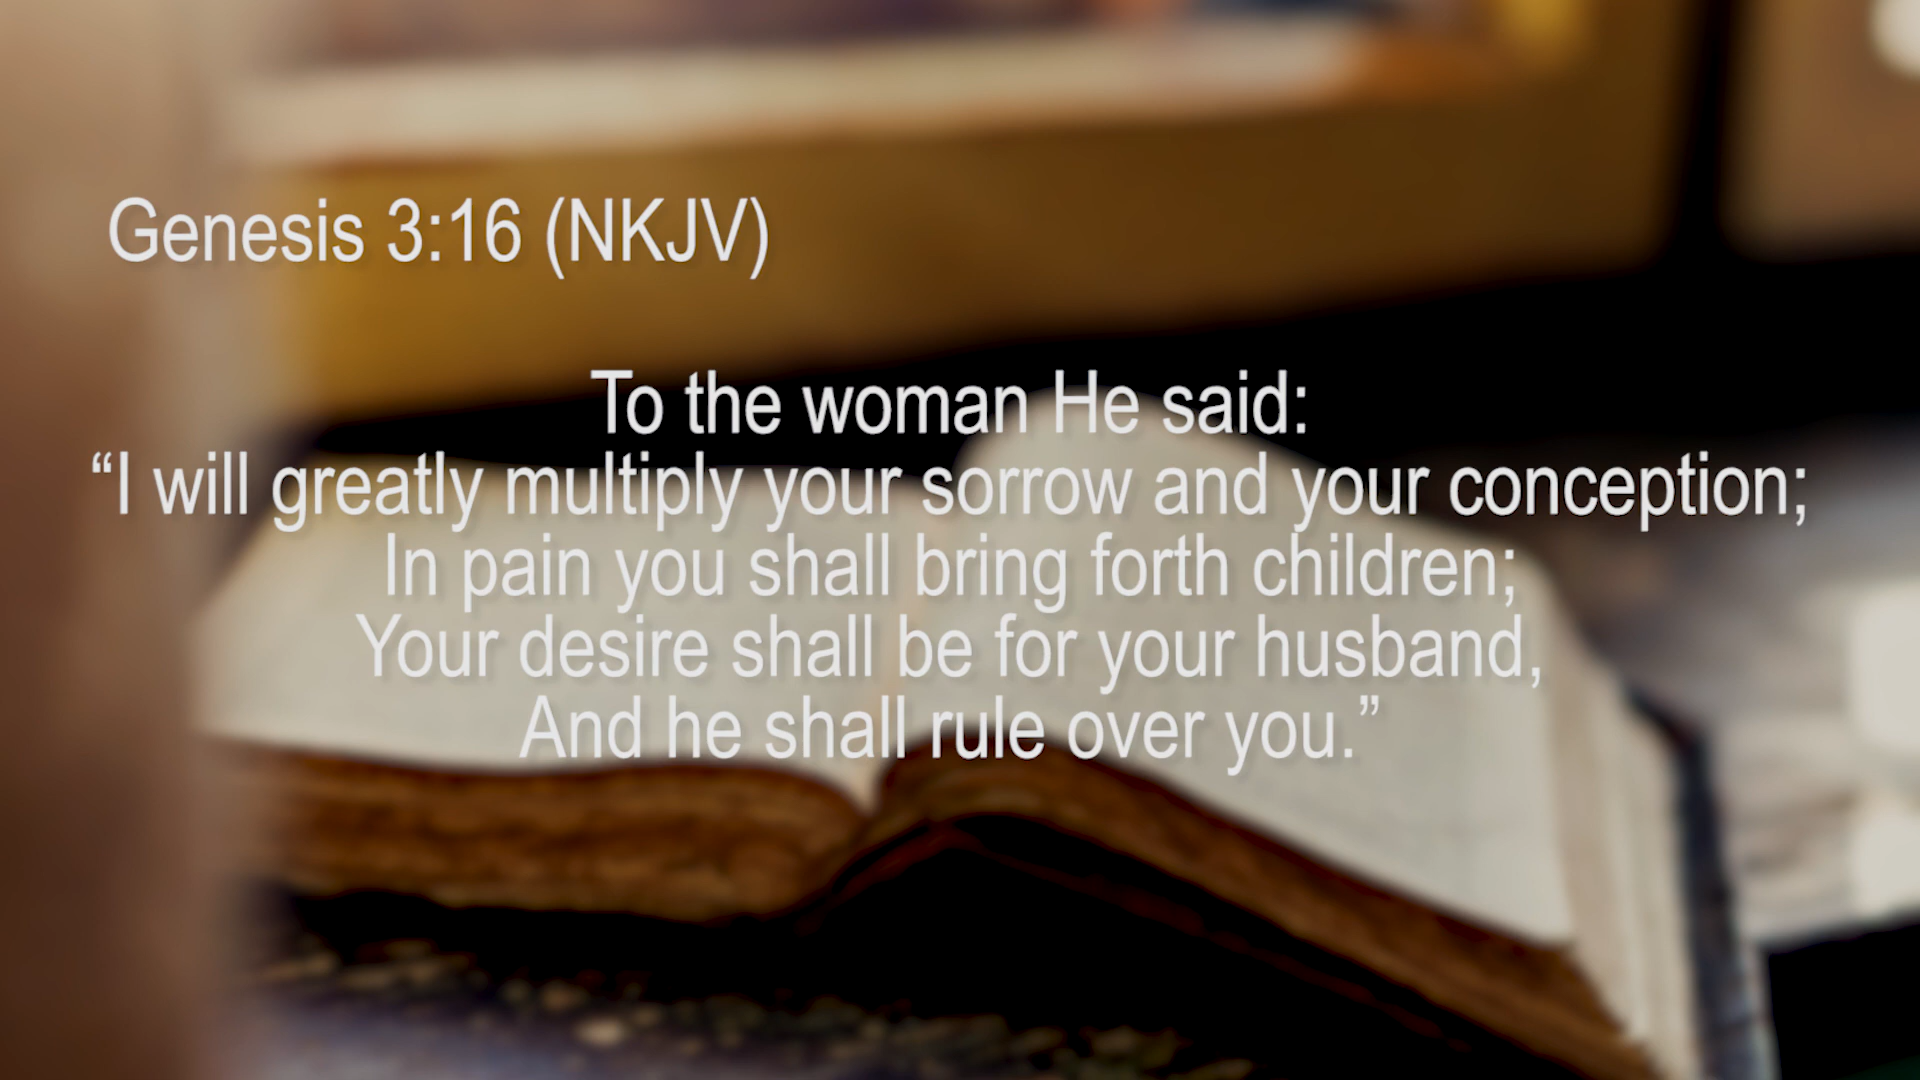 Genesis 3:16 (NKJV)
To the woman He said:
“I will greatly multiply your sorrow and your conception;
In pain you shall bring forth children;
Your desire shall be for your husband,
And he shall rule over you.”